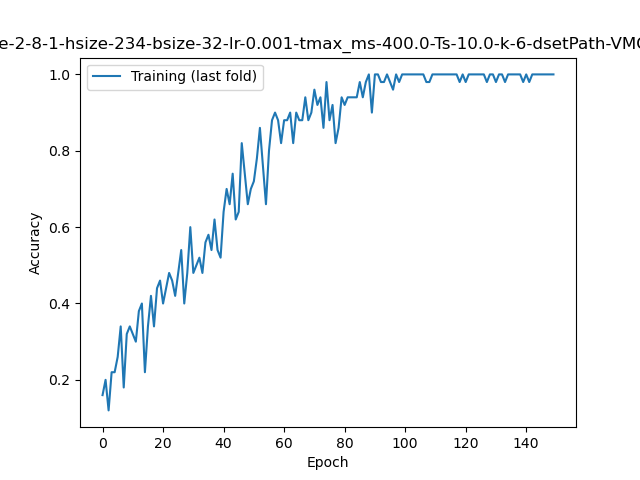 e-2-8-1-hsize-234-bsize-32-lr-0.001-tmax_ms-400.0-Ts-10.0-k-6-dsetPath-VMC
Training (last fold)
1.0
0.8
0.6
0.4
0.2
Accuracy
0 20 40 60 80 100 120 140
Epoch